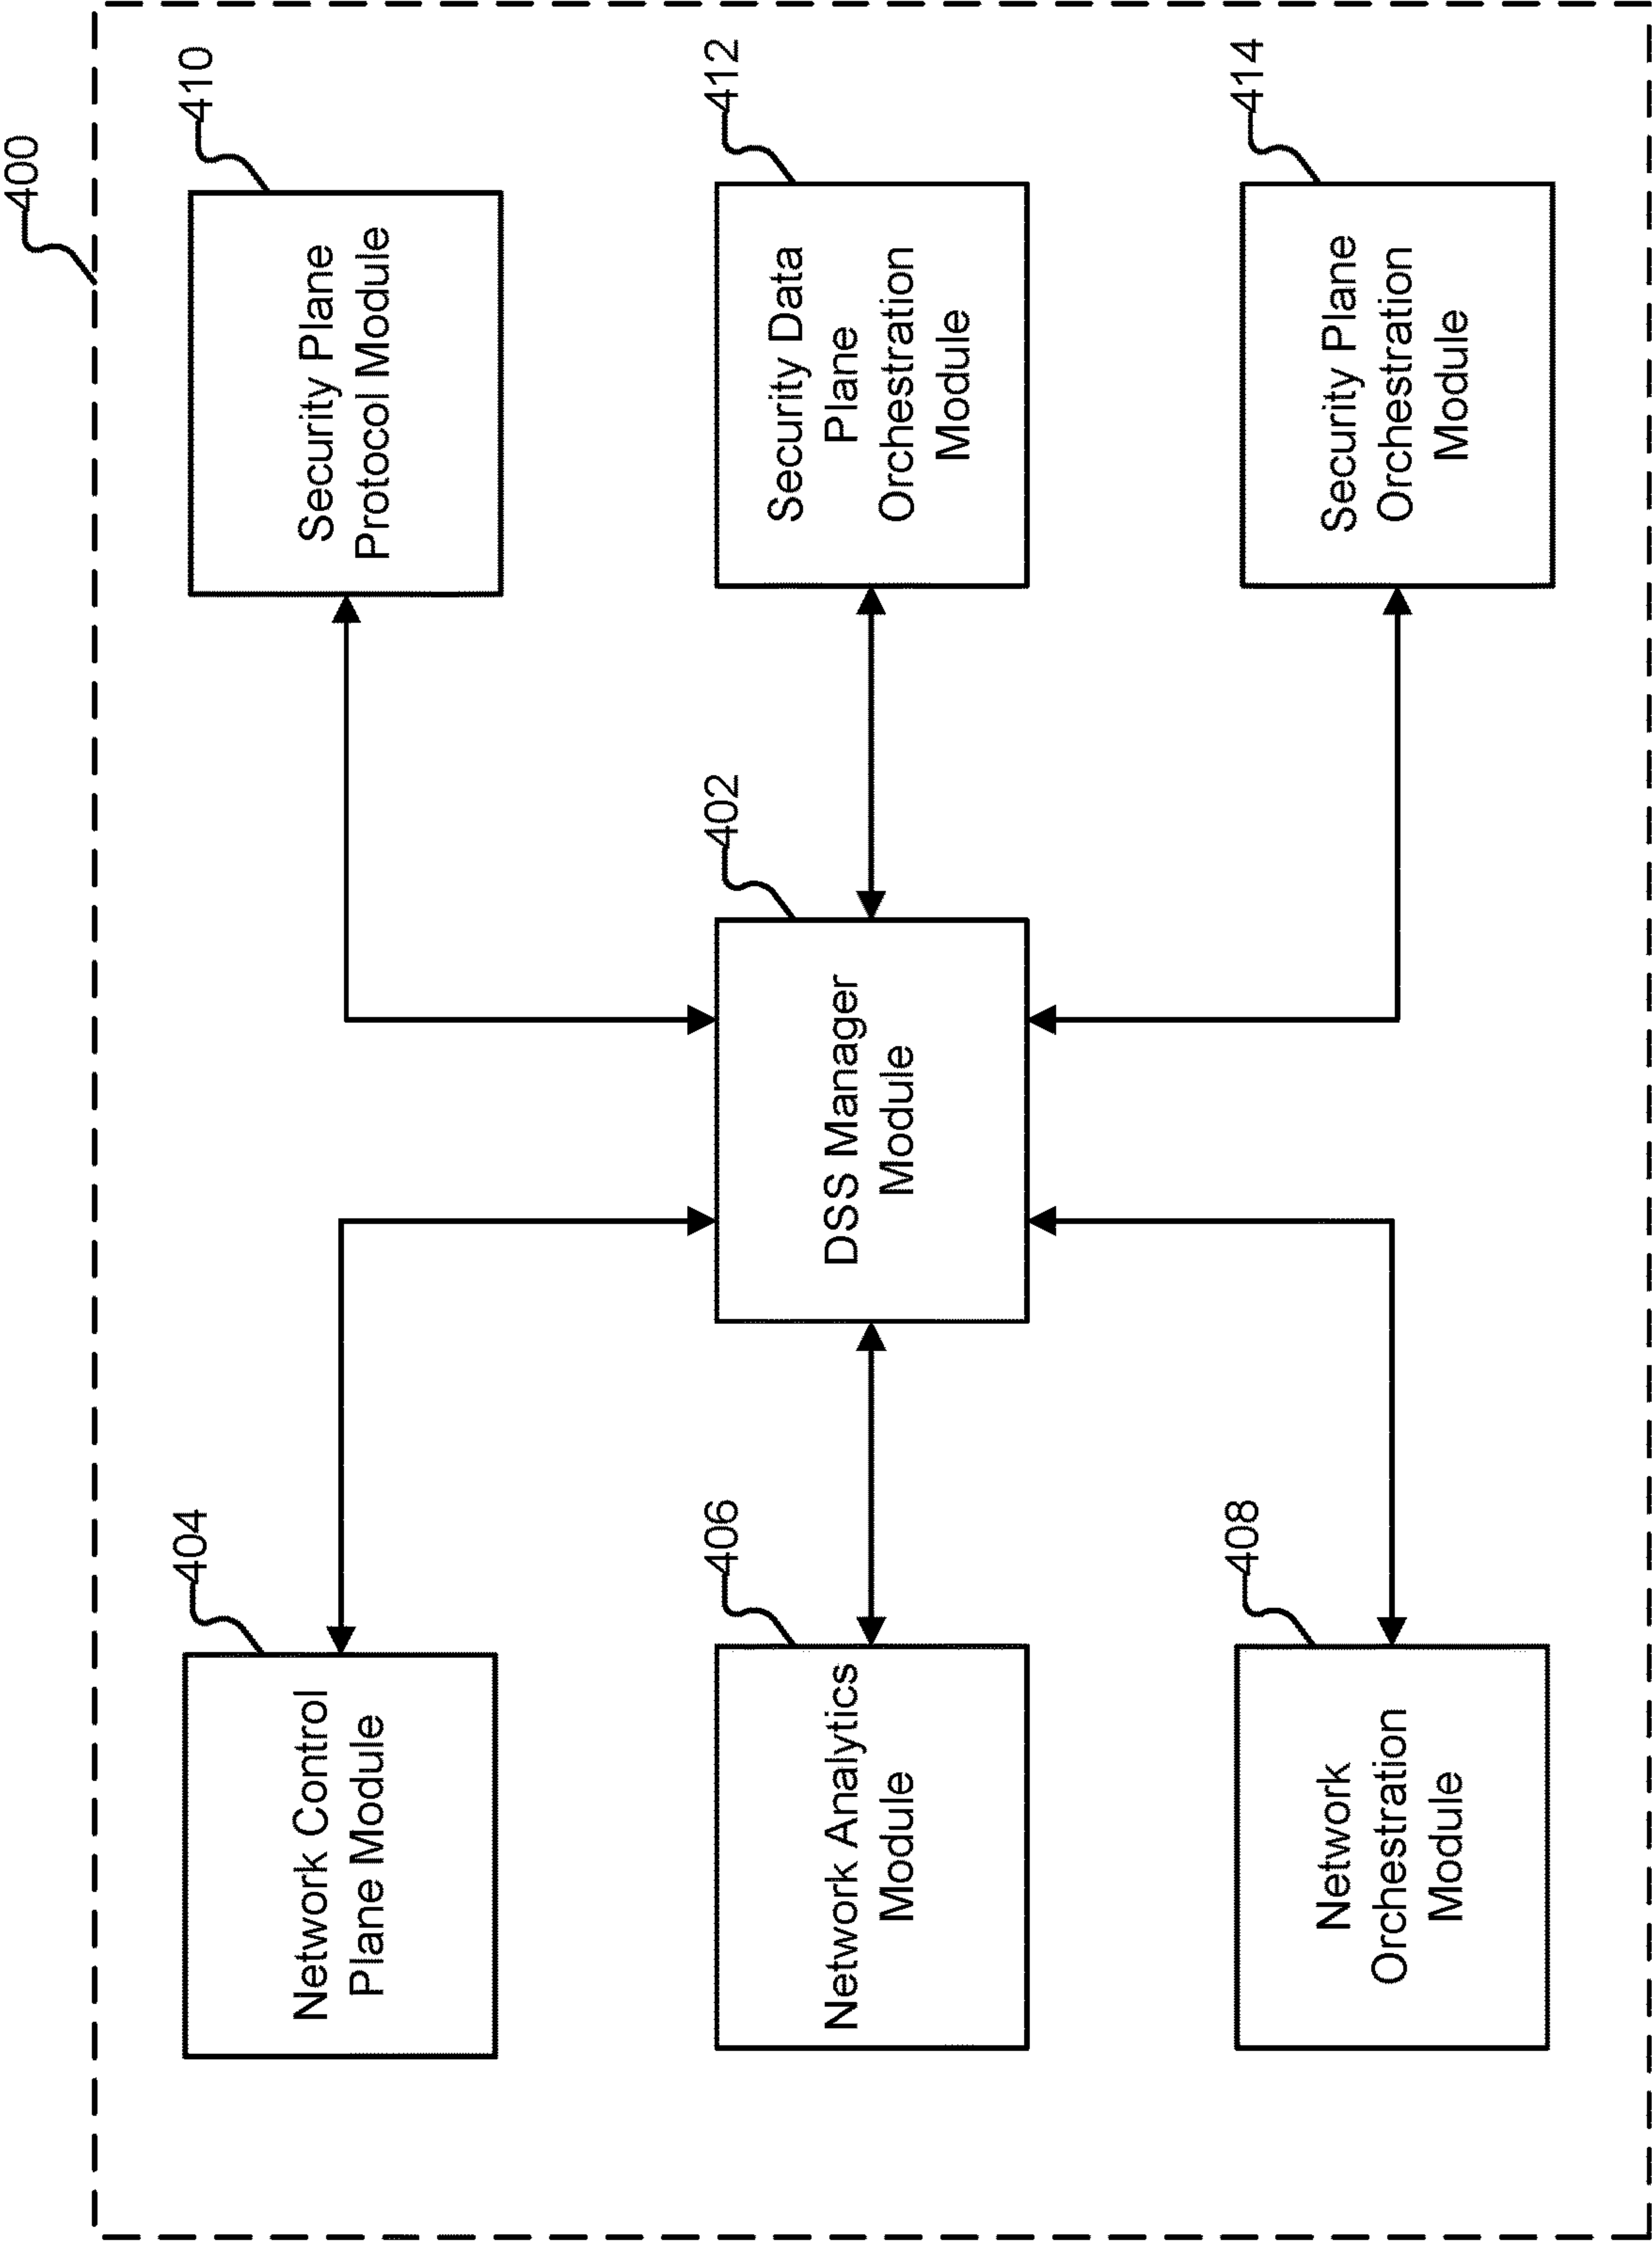 400
404
Network Control
Plane Module
410
Security Plane
Protocol Module
406
Network Analytics
Module
402
DSS Manager
Module
412
Security Data
Plane
Orchestration
Module
408
Network
Orchestration
Module
414
Security Plane
Orchestration
Module